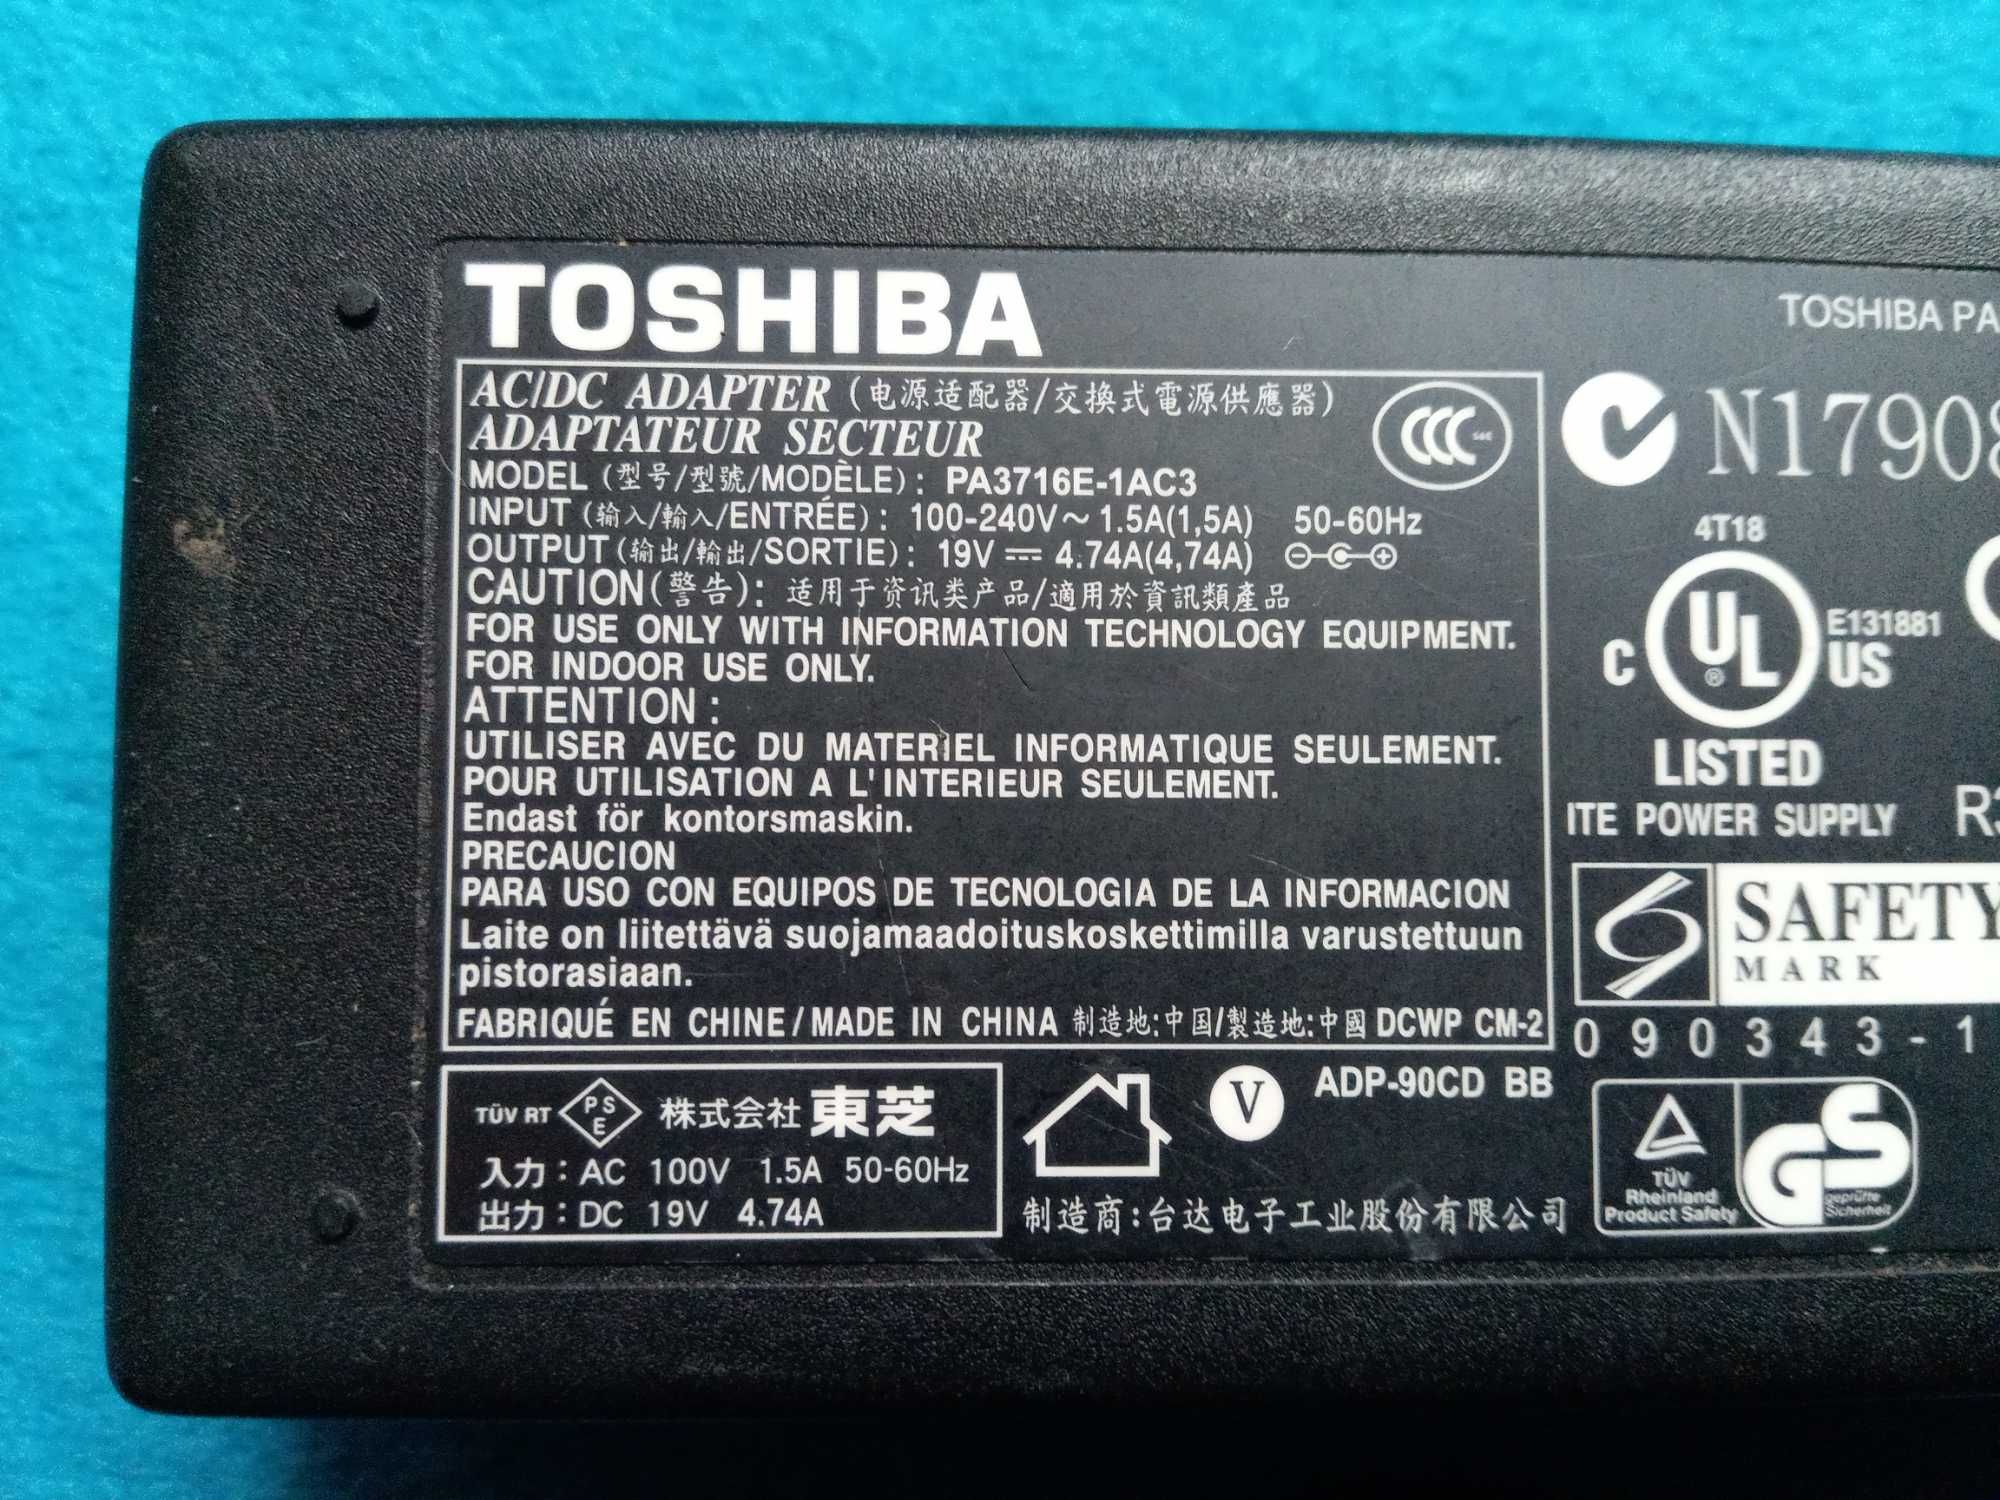 TOSHIBA
AC/DC ADAPTER (电源适配器/交換式電源供應器)
ADAPTATEUR SECTEUR
MODEL (型号/型號/MODÈLE): PA3716E-1AC3
INPUT (输入/輸入/ENTRÉE): 100-240V~1.5A(1,5A) 50-60Hz
OUTPUT (输出/輸出/SORTIE): 19V⎓4.74A(4,74A)
CAUTION(警告): 适用于资讯类产品/適用於資訊類產品
FOR USE ONLY WITH INFORMATION TECHNOLOGY EQUIPMENT.
FOR INDOOR USE ONLY.
ATTENTION :
UTILISER AVEC DU MATERIEL INFORMATIQUE SEULEMENT.
POUR UTILISATION A L'INTERIEUR SEULEMENT.
Endast för kontorsmaskin.
PRECAUCION
PARA USO CON EQUIPOS DE TECNOLOGIA DE LA INFORMACION
Laite on liitettävä suojamaadoituskoskettimilla varustettuun
pistorasiaan.
FABRIQUÉ EN CHINE/MADE IN CHINA 制造地:中国/製造地:中國 DCWP CM-2
TÜV RT PSE 株式会社 東芝
入力:AC 100V 1.5A 50-60Hz
出力:DC 19V 4.74A
V ADP-90CD BB
制造商:台达电子工业股份有限公司
CCC S&E
TOSHIBA PA
N1790
4T18
C UL ® US
E131881
LISTED
ITE POWER SUPPLY
SAFETY
MARK
090343-1
TÜV
Rheinland
Product Safety
GS
geprüfte
Sicherheit